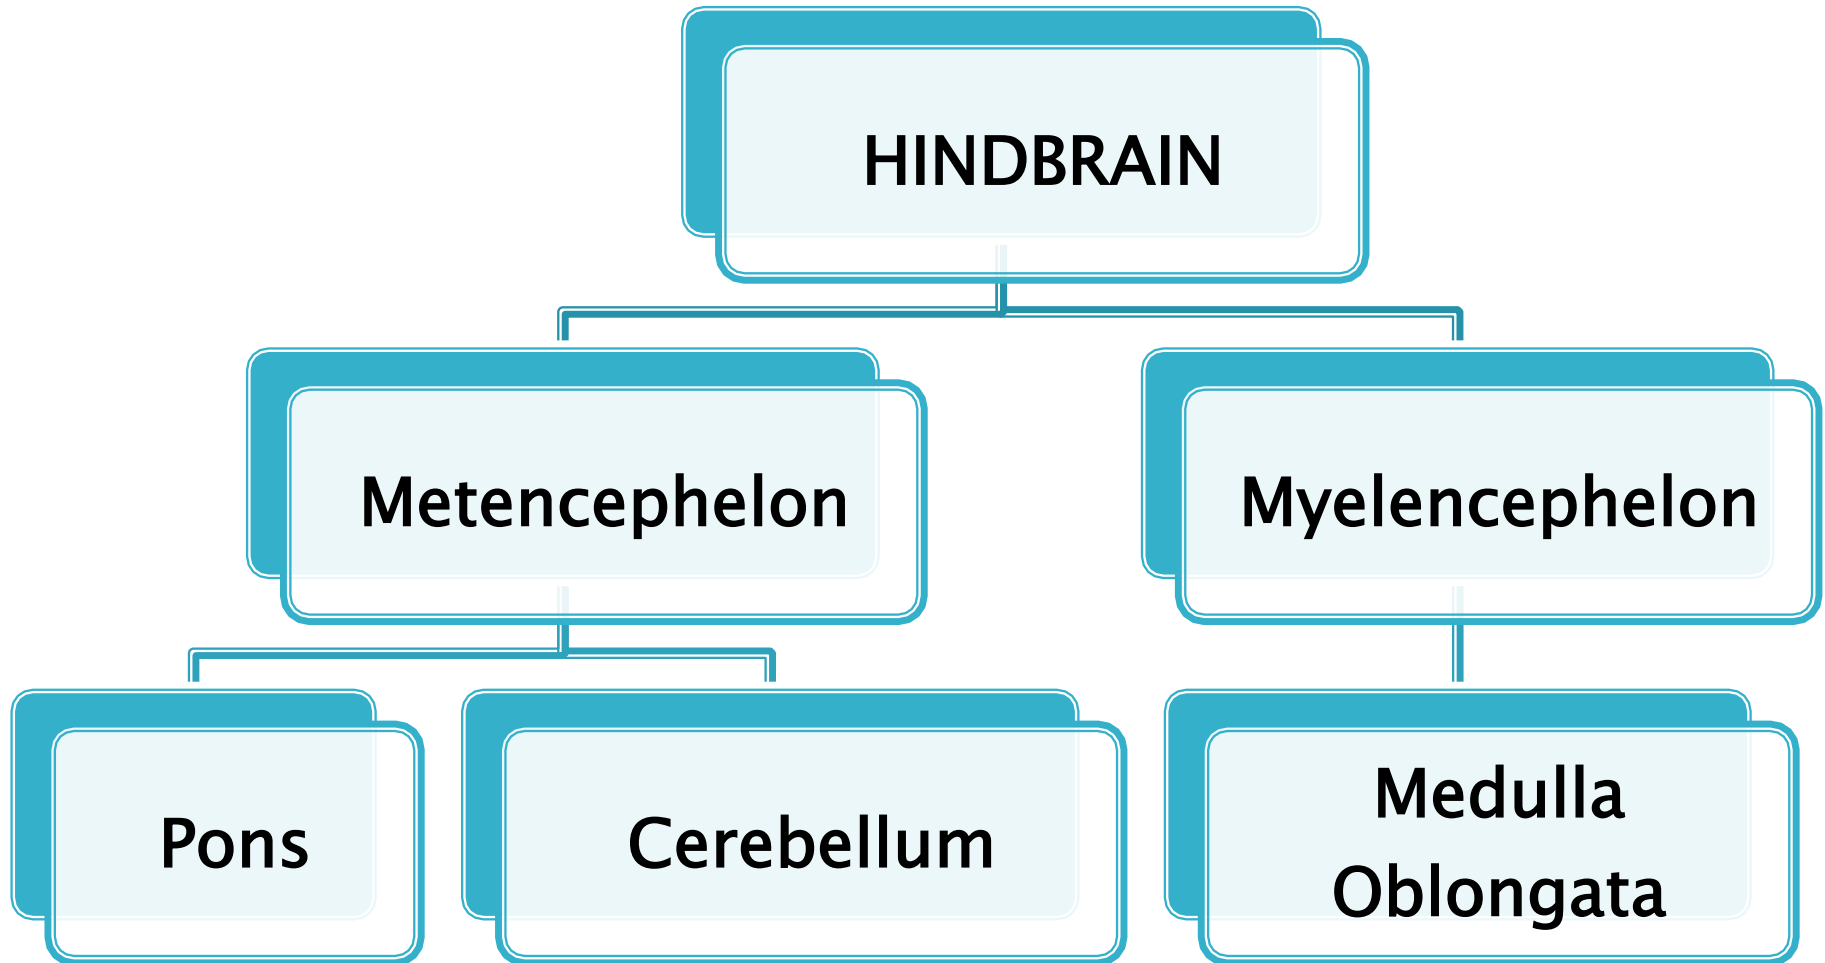 HINDBRAIN
Metencephelon
Myelencephelon
Pons
Cerebellum
Medulla
Oblongata